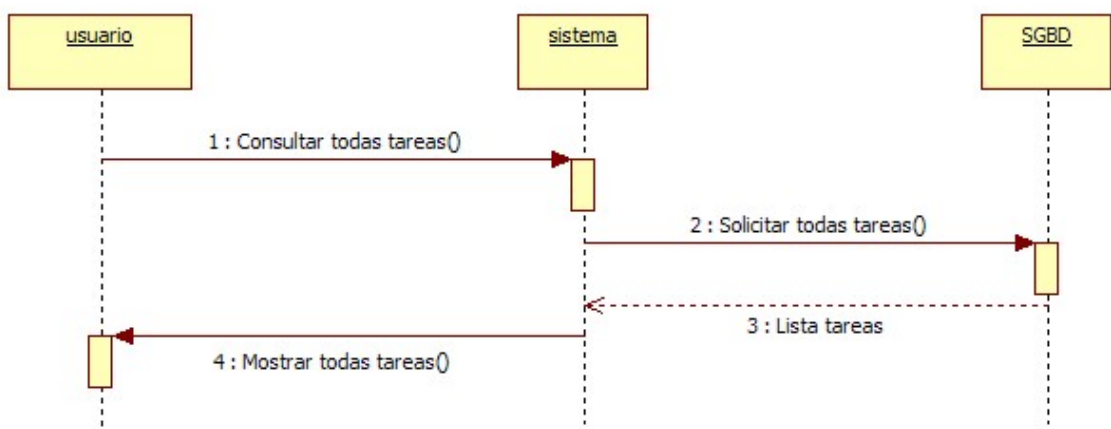 usuario
sistema
SGBD
1 : Consultar todas tareas()
2 : Solicitar todas tareas()
3 : Lista tareas
4 : Mostrar todas tareas()